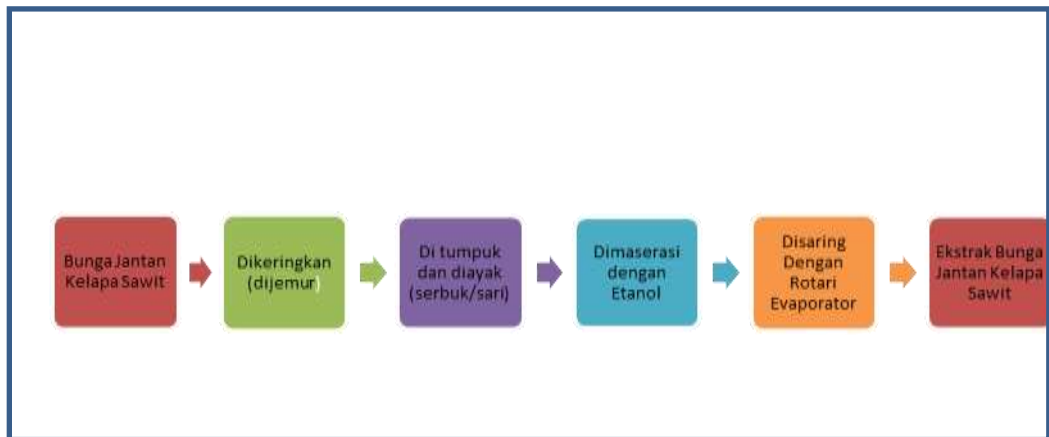 Bunga Jantan
Kelapa Sawit
Dikeringkan
(dijemur)
Di tumpuk
dan diayak
(serbuk/sari)
Dimaserasi
dengan
Etanol
Disaring
Dengan
Rotari
Evaporator
Ekstrak Bunga
Jantan Kelapa
Sawit